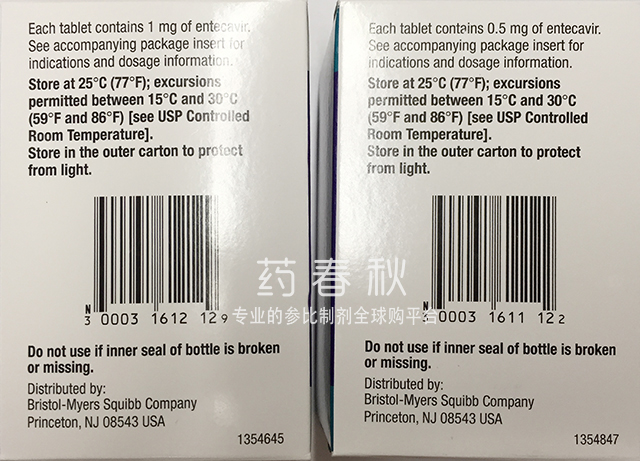 Each tablet contains 1 mg of entecavir.
See accompanying package insert for
indications and dosage information.
Store at 25°C (77°F); excursions
permitted between 15°C and 30°C
(59°F and 86°F) [see USP Controlled
Room Temperature].
Store in the outer carton to protect
from light.
N
3 0003 1612 12 9
Do not use if inner seal of bottle is broken
or missing.
Distributed by:
Bristol-Myers Squibb Company
Princeton, NJ 08543 USA
1354645
Each tablet contains 0.5 mg of entecavir.
See accompanying package insert for
indications and dosage information.
Store at 25°C (77°F); excursions
permitted between 15°C and 30°C
(59°F and 86°F) [see USP Controlled
Room Temperature].
Store in the outer carton to protect
from light.
N
3 0003 1611 12 2
Do not use if inner seal of bottle is broken
or missing.
Distributed by:
Bristol-Myers Squibb Company
Princeton, NJ 08543 USA
1354847
药春秋
专业的参比制剂全球购平台